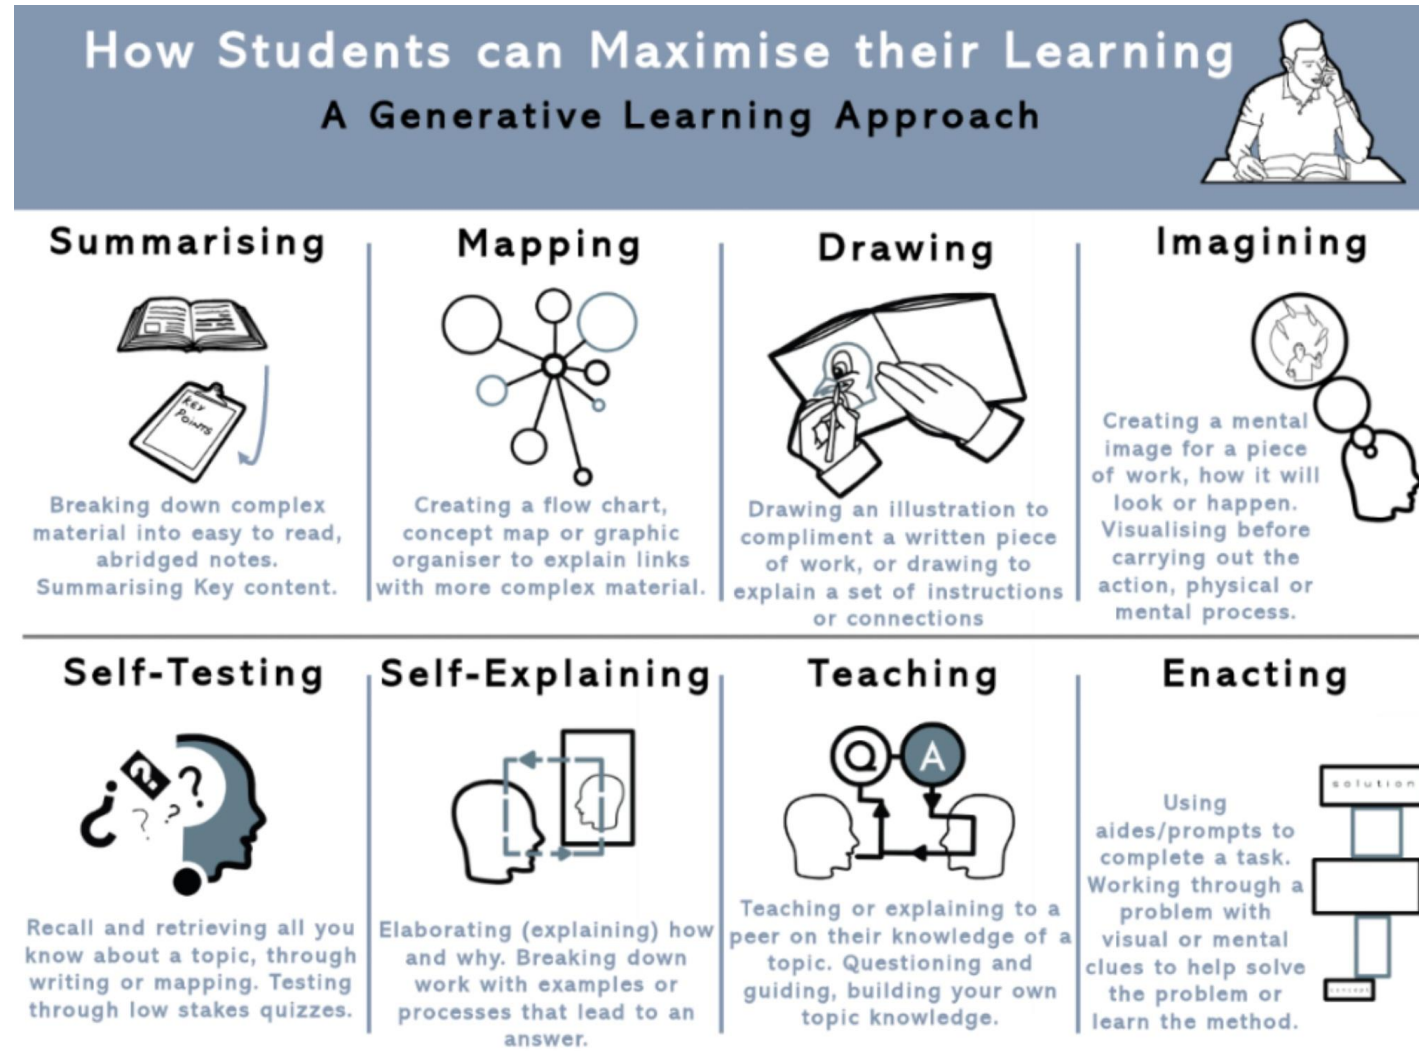 How Students can Maximise their Learning
A Generative Learning Approach
Summarising
KEY
POINTS
Breaking down complex
material into easy to read,
abridged notes.
Summarising Key content.
Mapping
Creating a flow chart,
concept map or graphic
organiser to explain links
with more complex material.
Drawing
Drawing an illustration to
compliment a written piece
of work, or drawing to
explain a set of instructions
or connections
Imagining
Creating a mental
image for a piece
of work, how it will
look or happen.
Visualising before
carrying out the
action, physical or
mental process.
Self-Testing
Recall and retrieving all you
know about a topic, through
writing or mapping. Testing
through low stakes quizzes.
Self-Explaining
Elaborating (explaining) how
and why. Breaking down
work with examples or
processes that lead to an
answer.
Teaching
Q A
Teaching or explaining to a
peer on their knowledge of a
topic. Questioning and
guiding, building your own
topic knowledge.
Enacting
solution
Using
aides/prompts to
complete a task.
Working through a
problem with
visual or mental
clues to help solve
the problem or
learn the method.
concept